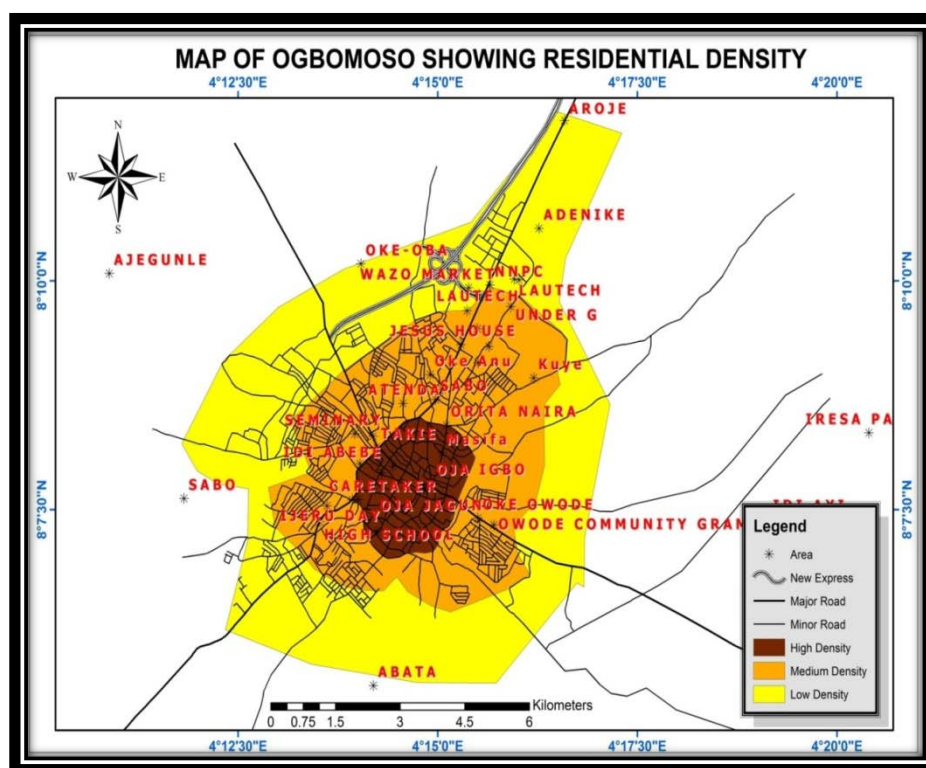 MAP OF OGBOMOSO SHOWING RESIDENTIAL DENSITY
4°12'30"E 4°15'0"E 4°17'30"E 4°20'0"E
AROJE
N
W E
S
ADENIKE
OKE-OBA
AJEGUNLE
WAZO MARKET NNPC
8°10'0"N 8°10'0"N
LAUTECH LAUTECH
UNDER G
JESUS HOUSE
Oke Anu Kuye
ATENDA SABO
SEMINARY ORITA NAIRA
IRESA PA
TAKIE Masifa
IDI ABEBE
OJA IGBO
SABO GARETAKER
8°7'30"N 8°7'30"N
OJA JAGUN OKE OWODE
IJERU DAY OWODE COMMUNITY GRAM
HIGH SCHOOL
Legend
Area
New Express
Major Road
Minor Road
High Density
Medium Density
Low Density
ABATA
Kilometers
0 0.75 1.5 3 4.5 6
4°12'30"E 4°15'0"E 4°17'30"E 4°20'0"E